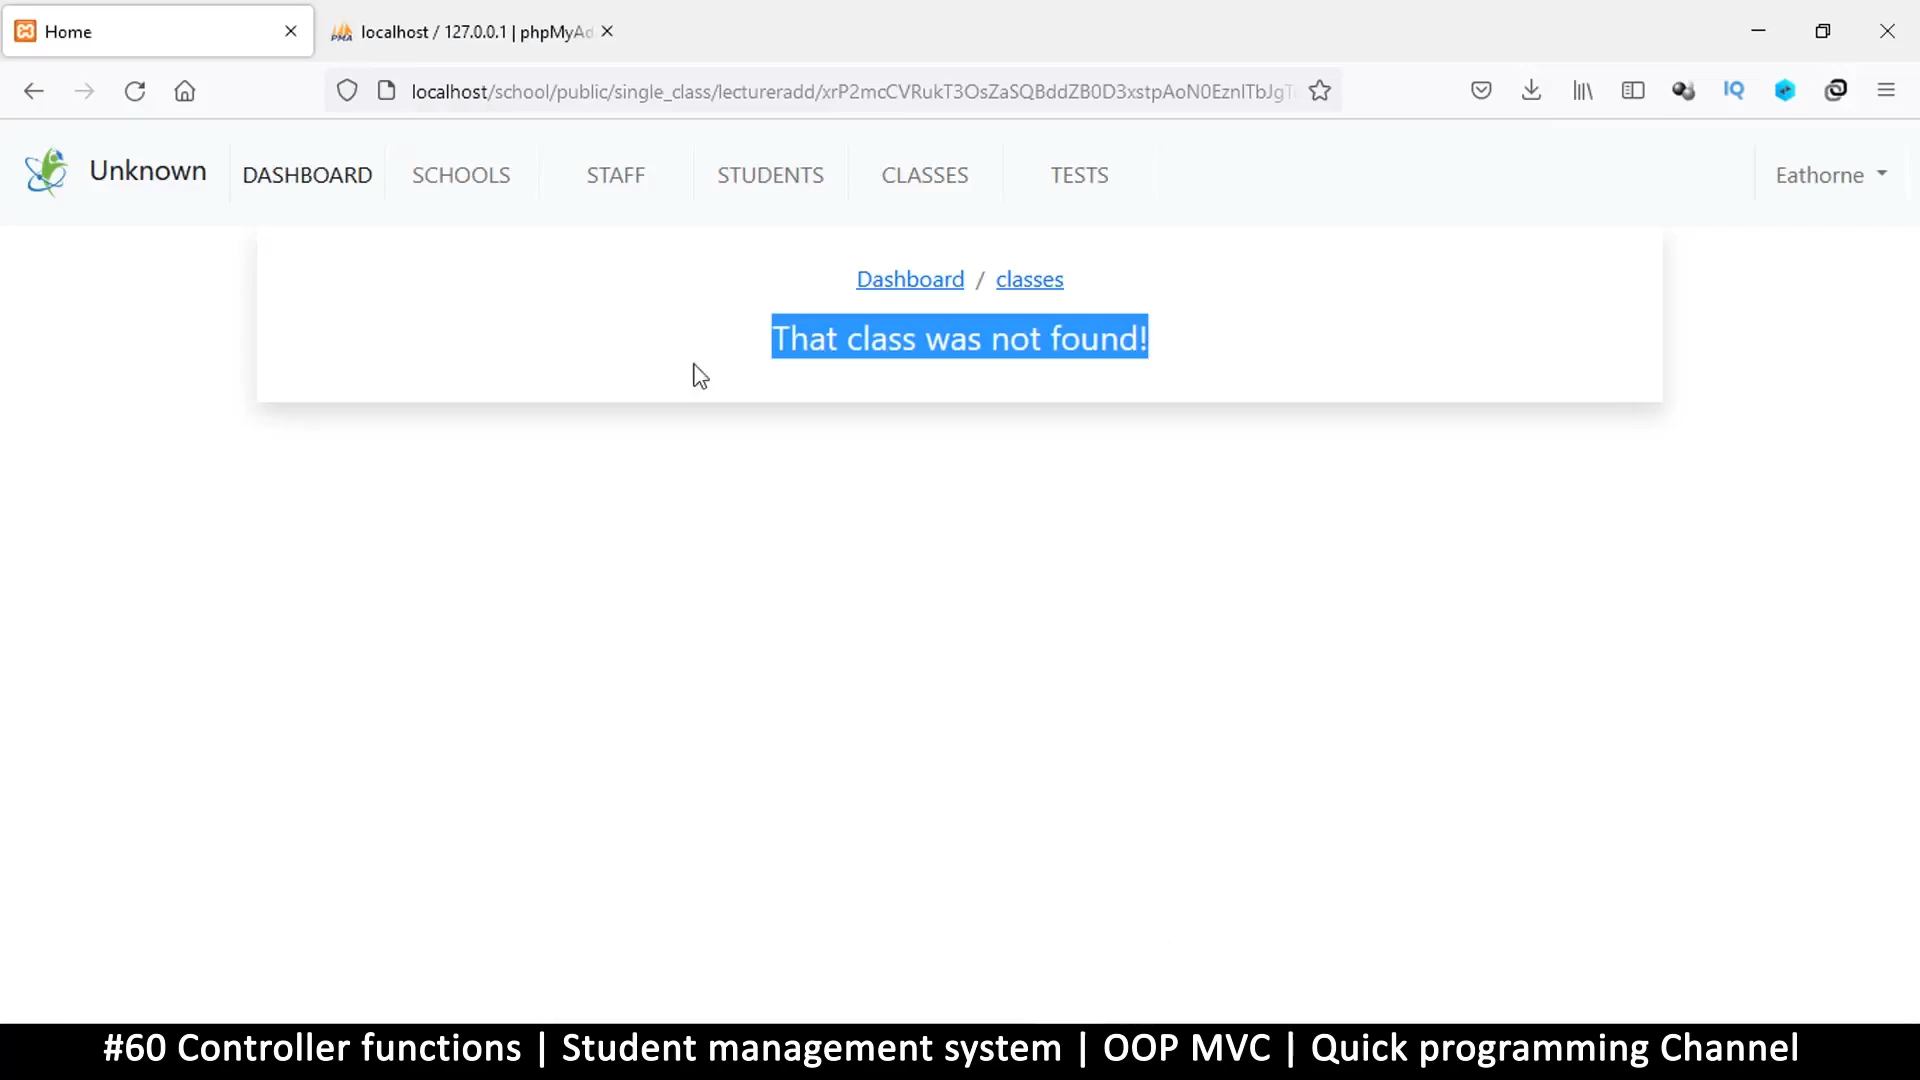 Home
localhost / 127.0.0.1 | phpMyAd
localhost/school/public/single_class/lectureradd/xrP2mcCVRukT3OsZaSQBddZB0D3xstpAoN0EznlTbJgT
IQ
Unknown
DASHBOARD
SCHOOLS
STAFF
STUDENTS
CLASSES
TESTS
Eathorne
Dashboard / classes
That class was not found!
#60 Controller functions | Student management system | OOP MVC | Quick programming Channel